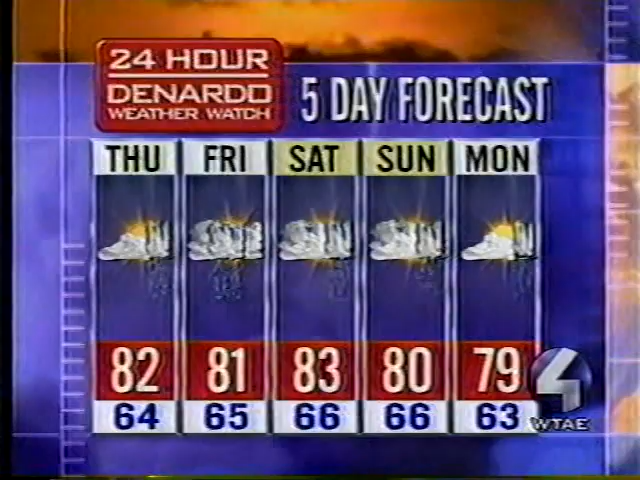 24 HOUR
DENARDO
WEATHER WATCH
5 DAY FORECAST
THU FRI SAT SUN MON
82 81 83 80 79
64 65 66 66 63
4
WTAE